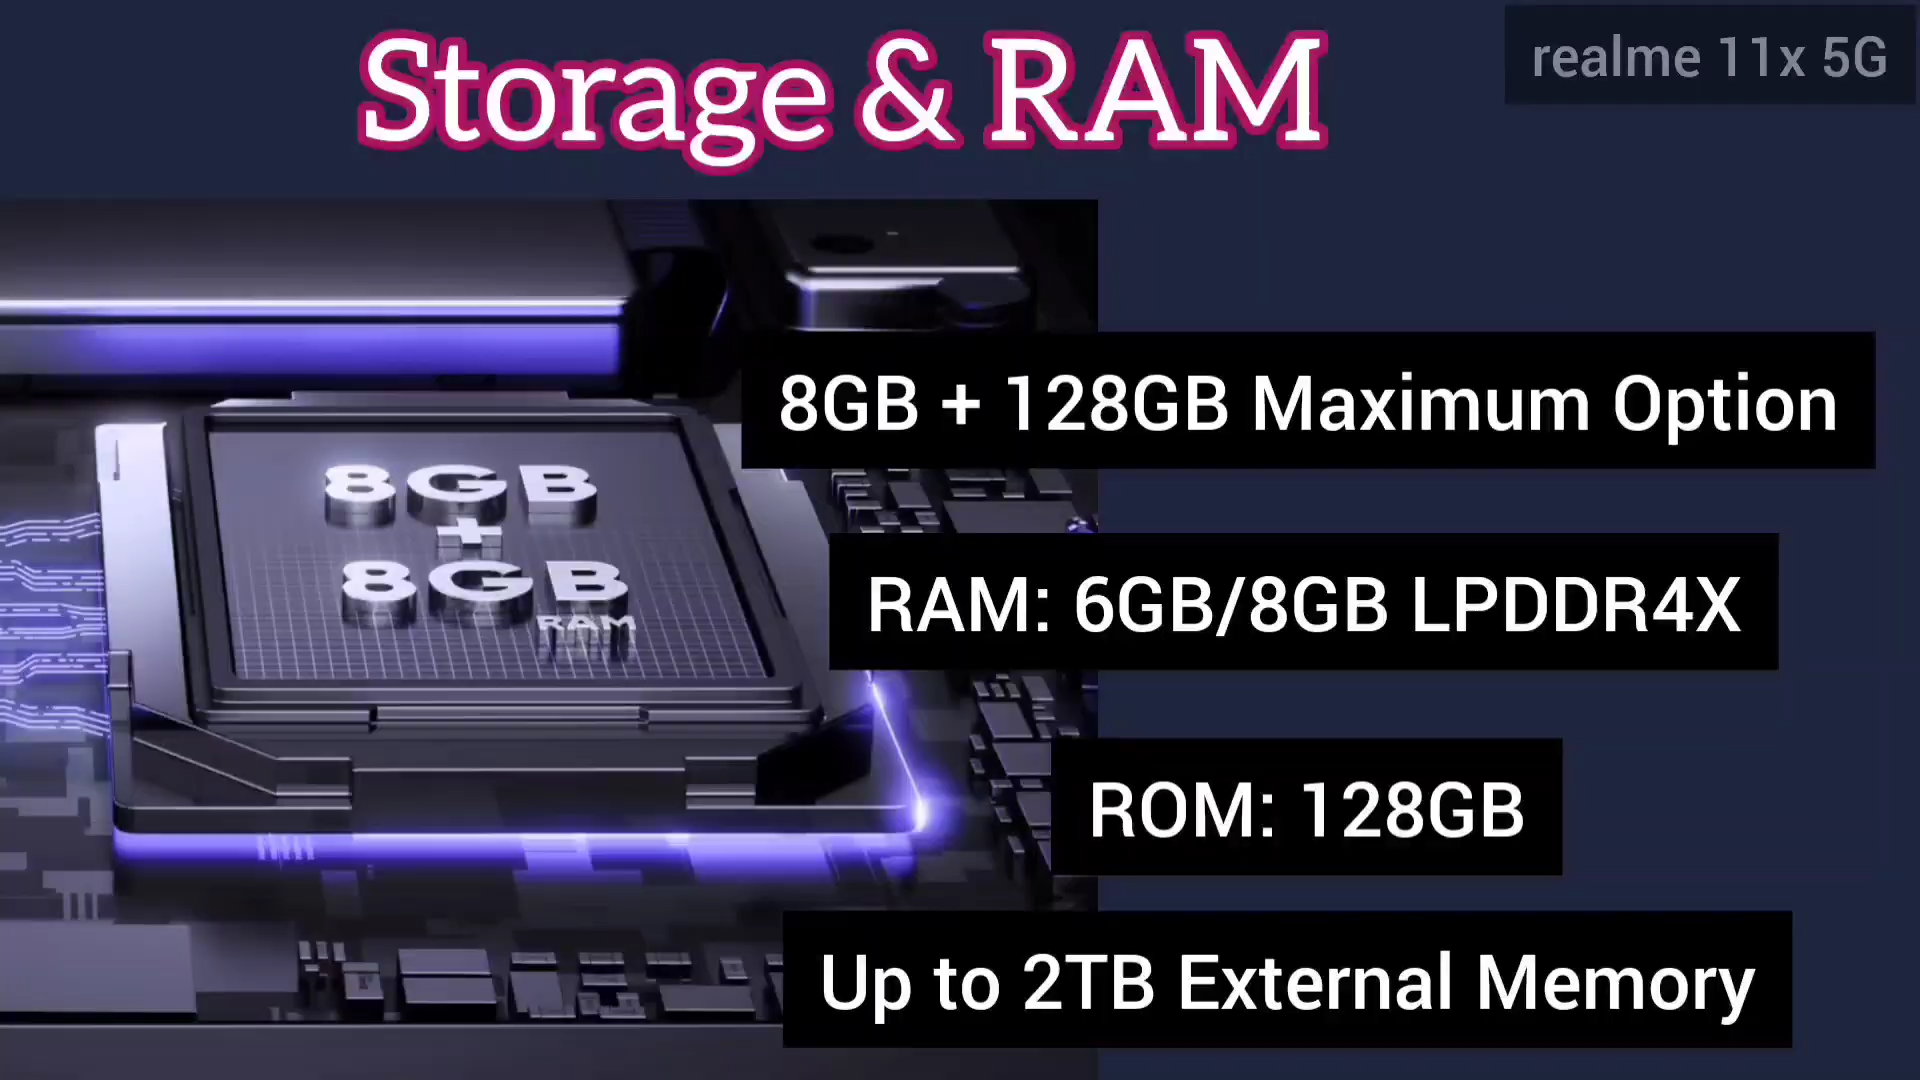 Storage & RAM
realme 11x 5G
8GB + 128GB Maximum Option
8GB
+
8GB
RAM
RAM: 6GB/8GB LPDDR4X
ROM: 128GB
Up to 2TB External Memory